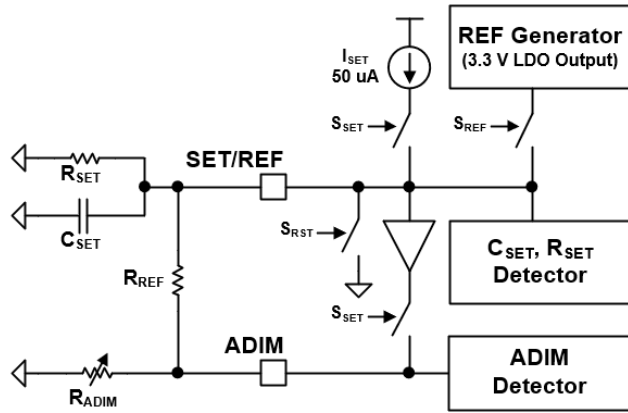 REF Generator
(3.3 V LDO Output)
ISET
50 uA
SSET
SREF
SET/REF
RSET
CSET
SRST
CSET, RSET
Detector
RREF
SSET
ADIM
ADIM
Detector
RADIM